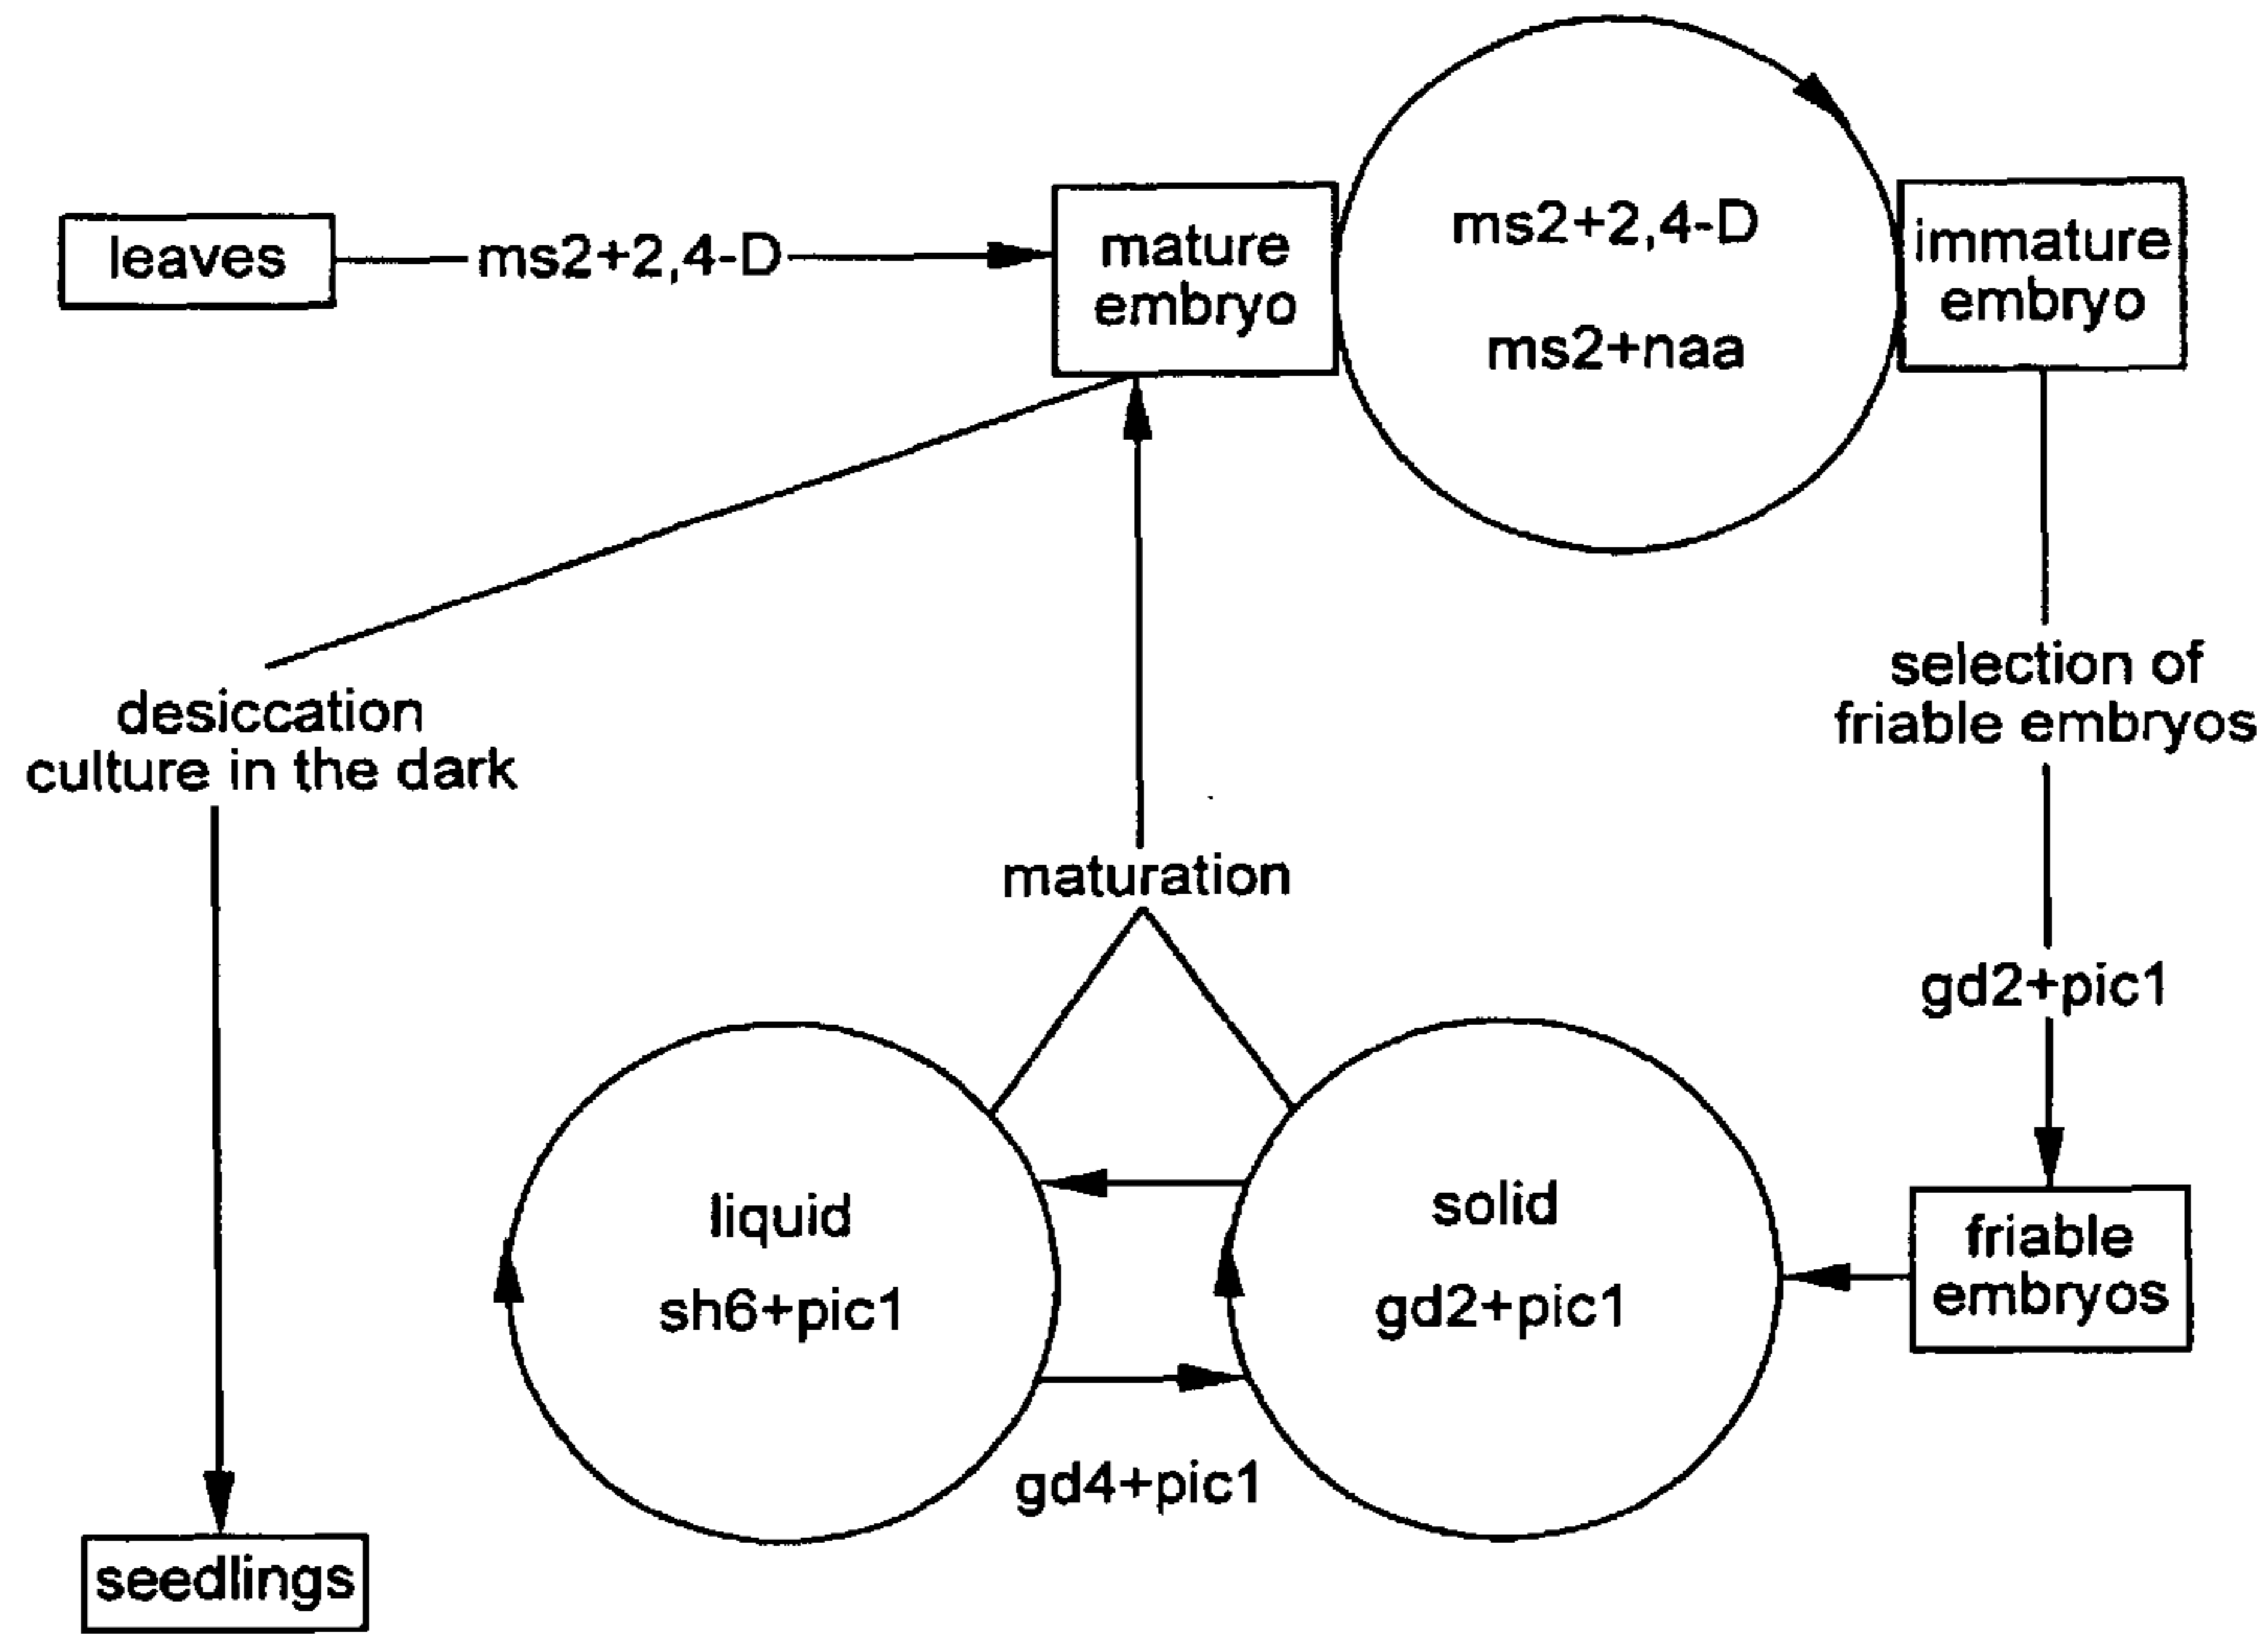 leaves
ms2+2,4-D
mature
embryo
ms2+2,4-D
ms2+naa
immature
embryo
selection of
friable embryos
desiccation
culture in the dark
maturation
gd2+pic1
liquid
sh6+pic1
solid
gd2+pic1
friable
embryos
gd4+pic1
seedlings